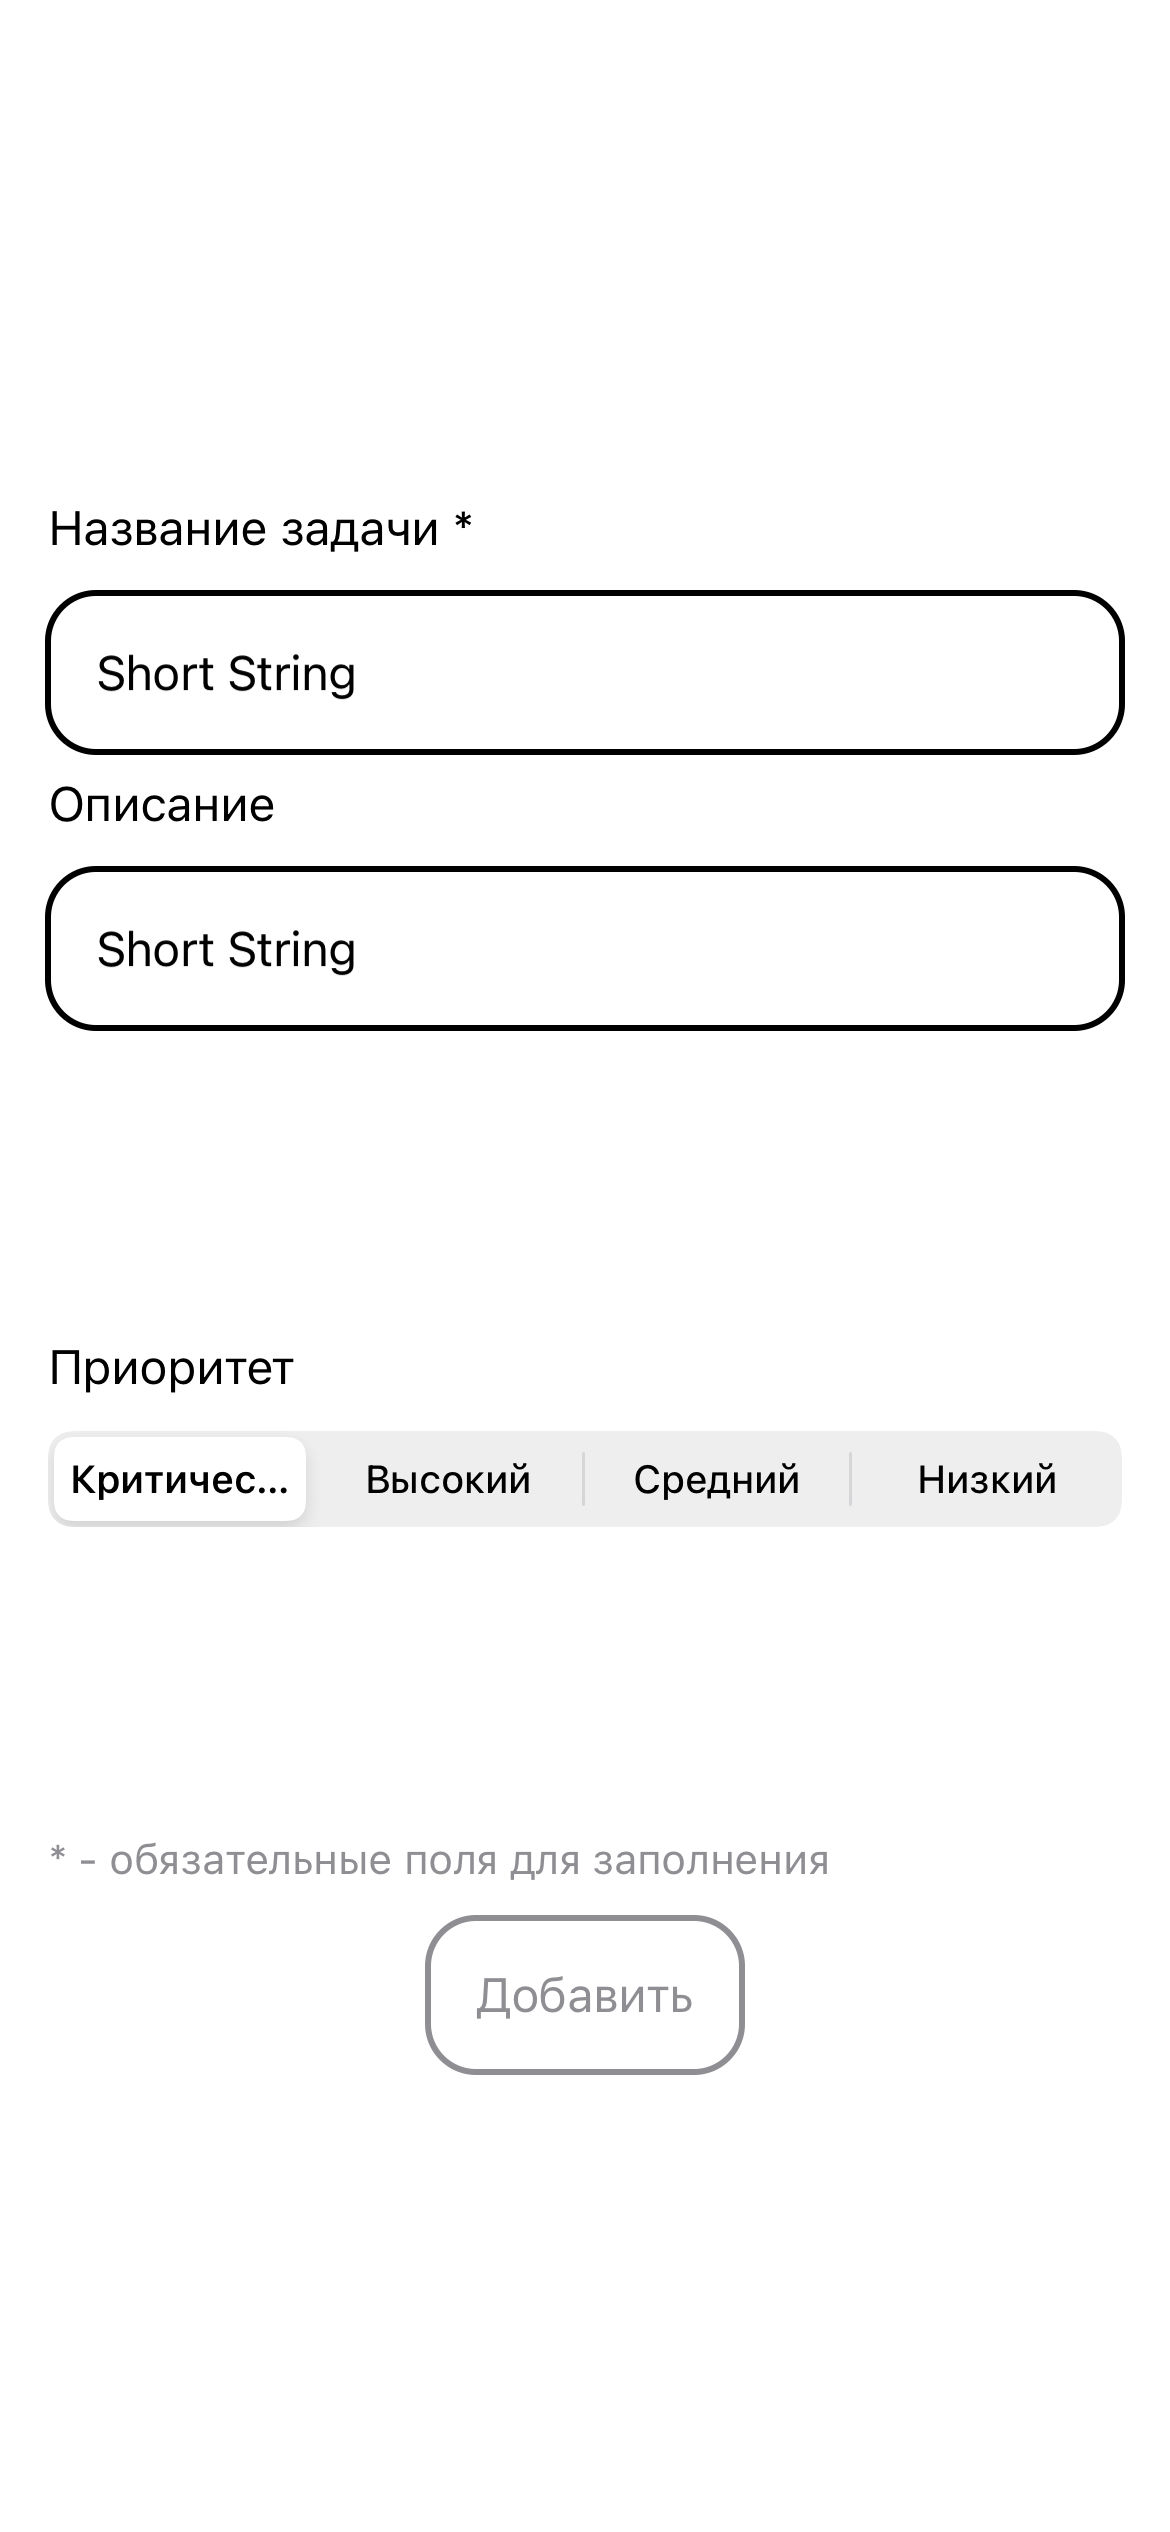 Название задачи *
Short String
Описание
Short String
Приоритет
Критичес... Высокий Средний Низкий
* - обязательные поля для заполнения
Добавить